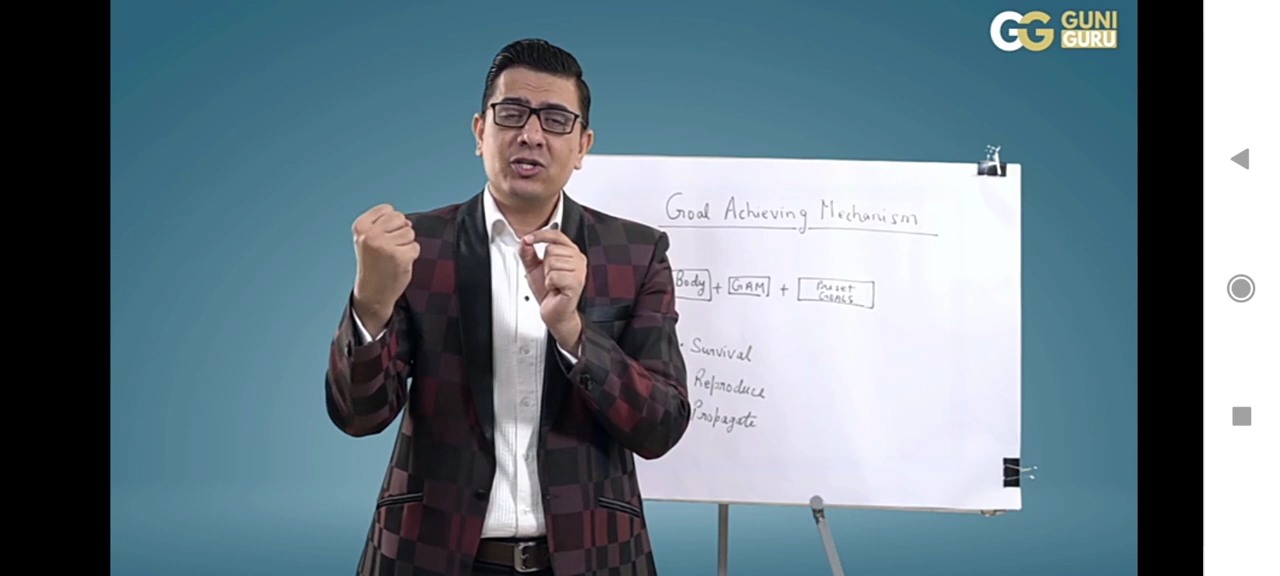 GG GUNI
GURU
Goal Achieving Mechanism
Body + GAM + Preset
GOALS
· Survival
Reproduce
Propagate